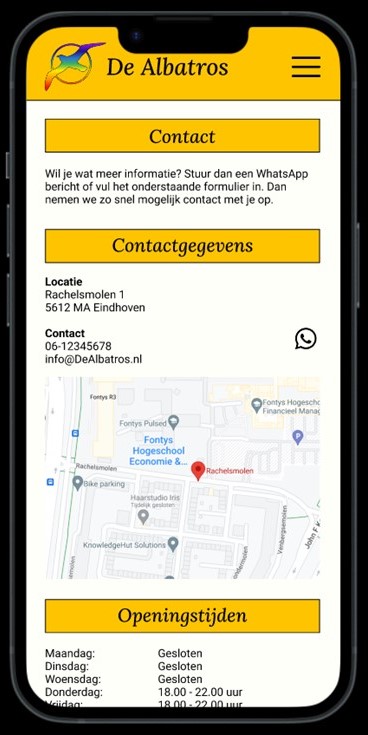 De Albatros
Contact
Wil je wat meer informatie? Stuur dan een WhatsApp
bericht of vul het onderstaande formulier in. Dan
nemen we zo snel mogelijk contact met je op.
Contactgegevens
Locatie
Rachelsmolen 1
5612 MA Eindhoven
Contact
06-12345678
info@DeAlbatros.nl
Fontys R3
Fontys Hogescho
Financieel Manag
Fontys Pulsed
P
Fontys
Hogeschool
Economie &...
Rachelsmolen
Rachelsmolen
Bike parking
Haarstudio Iris
Tijdelijk gesloten
KnowledgeHut Solutions
Venbergsemolen
John F K
Openingstijden
Maandag: Gesloten
Dinsdag: Gesloten
Woensdag: Gesloten
Donderdag: 18.00 - 22.00 uur
Vrijdag: 18.00 - 22.00 uur